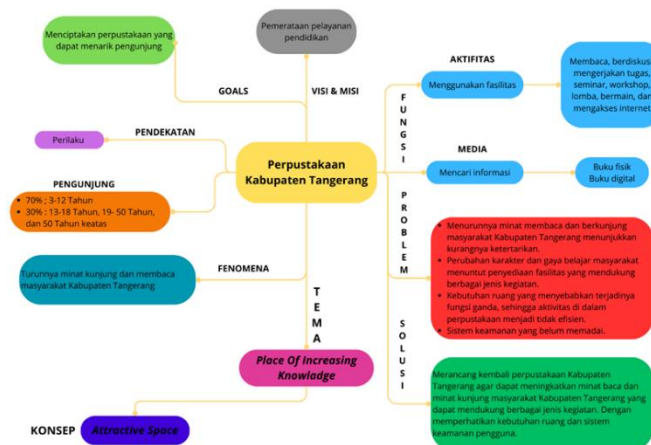 Menciptakan perpustakaan yang
dapat menarik pengunjung
GOALS
Pemerataan pelayanan
pendidikan
VISI & MISI
PENDEKATAN
Perilaku
PENGUNJUNG
• 70% ; 3-12 Tahun
• 30% : 13-18 Tahun, 19- 50 Tahun,
dan 50 Tahun keatas
FENOMENA
Turunnya minat kunjung dan membaca
masyarakat Kabupaten Tangerang
Perpustakaan
Kabupaten Tangerang
TEMA
Place Of Increasing
Knowladge
KONSEP
Attractive Space
FUNGSI
AKTIFITAS
Menggunakan fasilitas
Membaca, berdiskusi
mengerjakan tugas,
seminar, workshop,
lomba, bermain, dan
mengakses internet
MEDIA
Mencari informasi
Buku fisik
Buku digital
PROBLEM
• Menurunnya minat membaca dan berkunjung
masyarakat Kabupaten Tangerang menunjukkan
kurangnya ketertarikan.
• Perubahan karakter dan gaya belajar masyarakat
menuntut penyediaan fasilitas yang mendukung
berbagai jenis kegiatan.
• Kebutuhan ruang yang menyebabkan terjadinya
fungsi ganda, sehingga aktivitas di dalam
perpustakaan menjadi tidak efisien.
• Sistem keamanan yang belum memadai.
SOLUSI
Merancang kembali perpustakaan Kabupaten
Tangerang agar dapat meningkatkan minat baca dan
minat kunjung masyarakat Kabupaten Tangerang yang
dapat mendukung berbagai jenis kegiatan. Dengan
memperhatikan kebutuhan ruang dan sistem
keamanan pengguna.